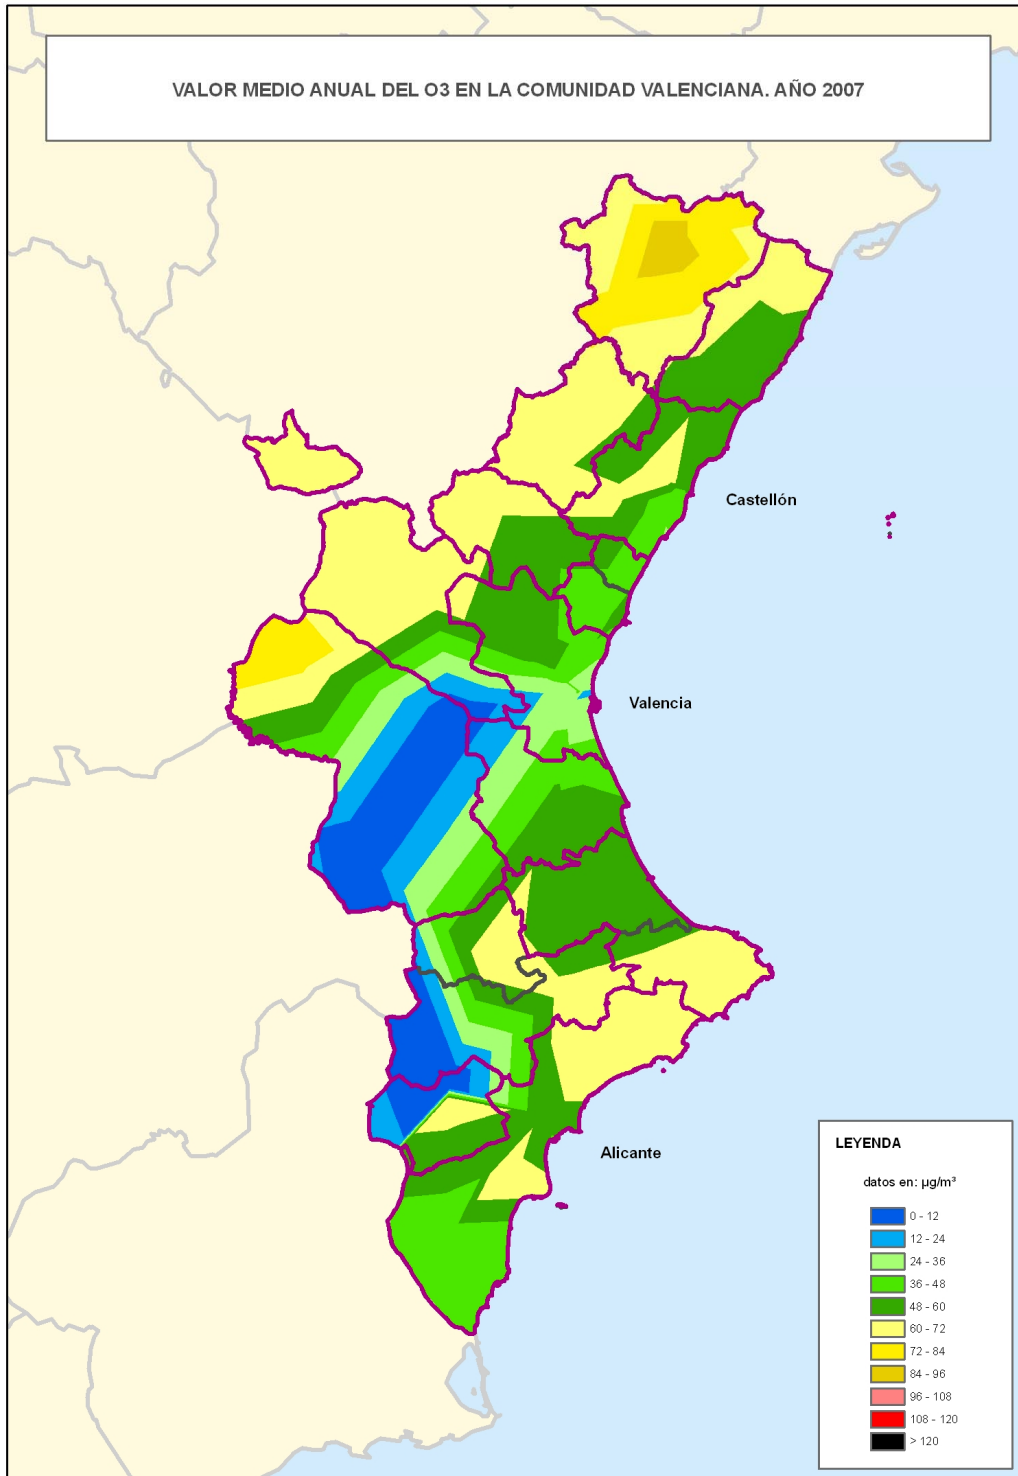 VALOR MEDIO ANUAL DEL O3 EN LA COMUNIDAD VALENCIANA. AÑO 2007
Castellón
Valencia
Alicante
LEYENDA
datos en: µg/m³
0 - 12
12 - 24
24 - 36
36 - 48
48 - 60
60 - 72
72 - 84
84 - 96
96 - 108
108 - 120
> 120